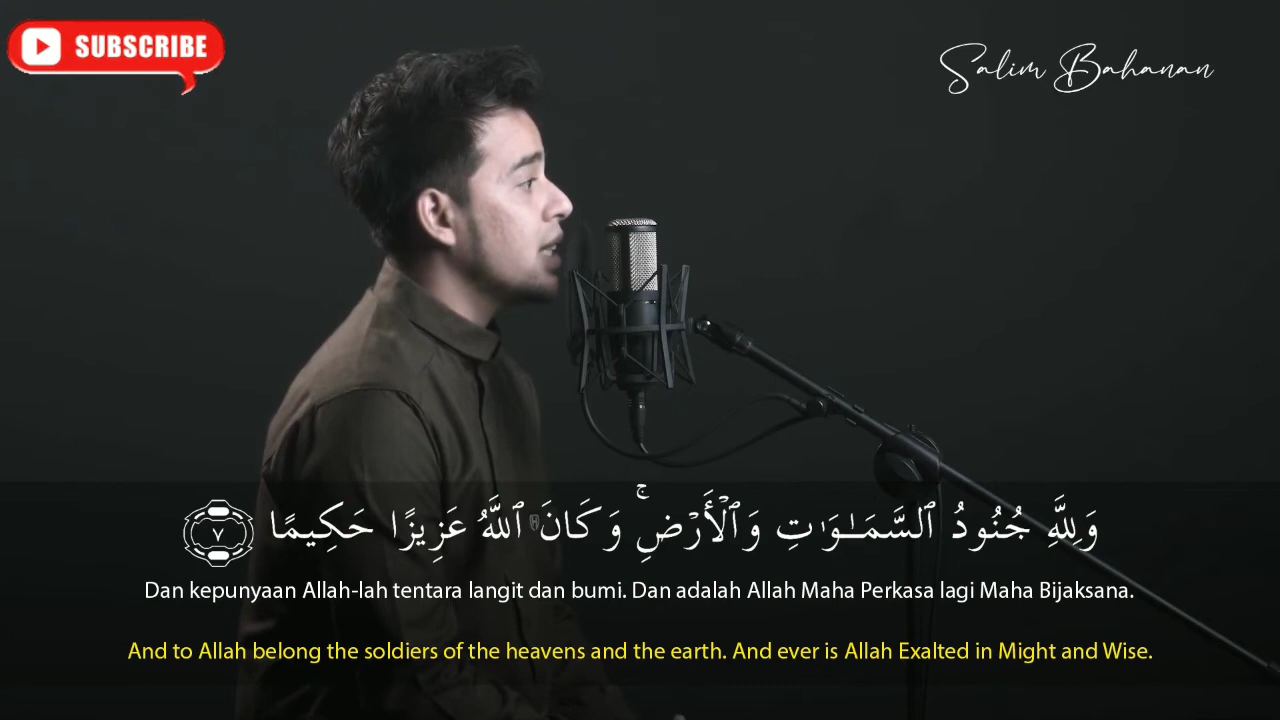 SUBSCRIBE
Salim Bahanan
وَلِلَّهِ جُنُودُ ٱلسَّمَـٰوَٰتِ وَٱلْأَرْضِ ۚ وَكَانَ ٱللَّهُ عَزِيزًا حَكِيمًا ٧
Dan kepunyaan Allah-lah tentara langit dan bumi. Dan adalah Allah Maha Perkasa lagi Maha Bijaksana.
And to Allah belong the soldiers of the heavens and the earth. And ever is Allah Exalted in Might and Wise.